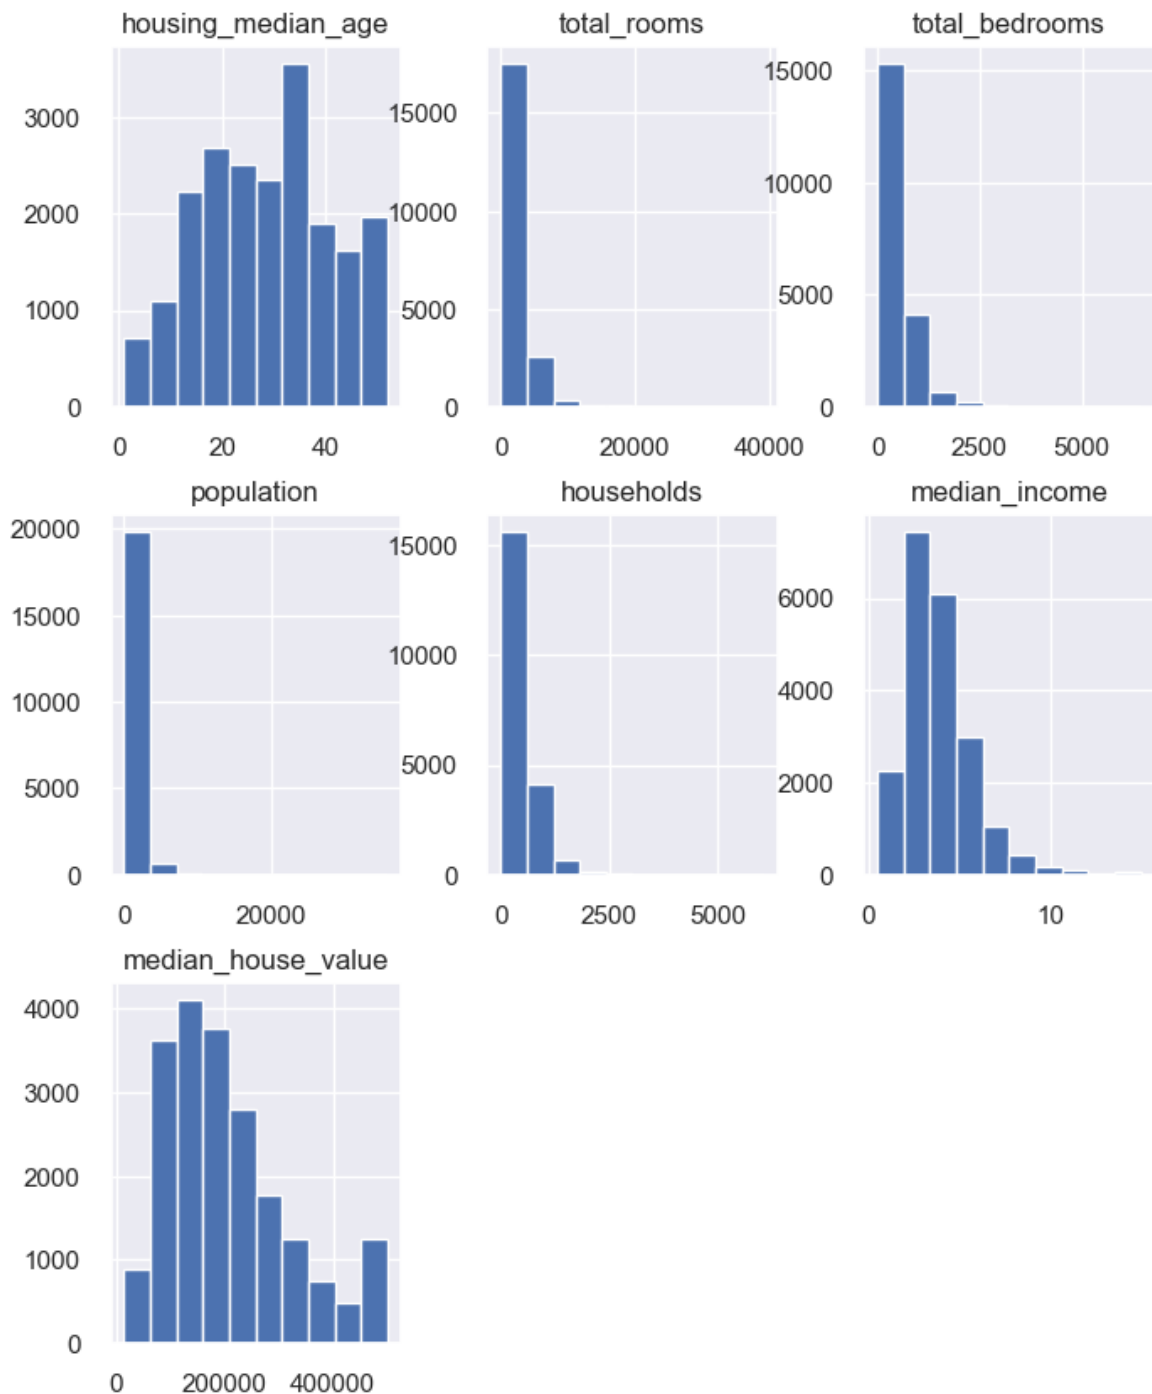 housing_median_age total_rooms total_bedrooms
3000 15000 15000
2000 10000 10000
1000 5000 5000
0 0 0
0 20 40 0 20000 40000 0 2500 5000
population households median_income
20000 15000 6000
15000 10000 4000
10000 5000 2000
5000 0 0
0
0 20000 0 2500 5000 0 10
median_house_value
4000
3000
2000
1000
0
0 200000 400000